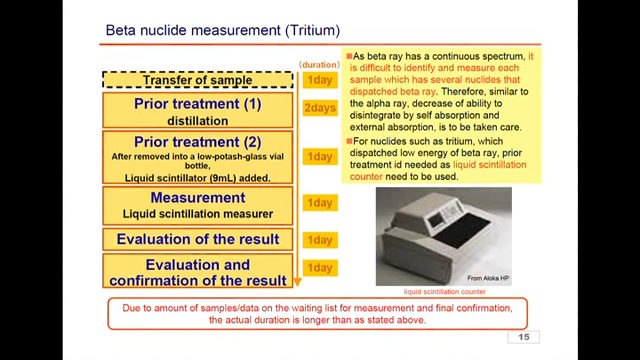 Beta nuclide measurement (Tritium)
(duration)
Transfer of sample
1day
Prior treatment (1)
distillation
2days
Prior treatment (2)
After removed into a low-potash-glass vial
bottle,
Liquid scintillator (9mL) added.
1day
Measurement
Liquid scintillation measurer
1day
Evaluation of the result
1day
Evaluation and
confirmation of the result
1day
As beta ray has a continuous spectrum, it
is difficult to identify and measure each
sample which has several nuclides that
dispatched beta ray. Therefore, similar to
the alpha ray, decrease of ability to
disintegrate by self absorption and
external absorption, is to be taken care.
For nuclides such as tritium, which
dispatched low energy of beta ray, prior
treatment id needed as liquid scintillation
counter need to be used.
From Aloka HP
liquid scintillation counter
Due to amount of samples/data on the waiting list for measurement and final confirmation,
the actual duration is longer than as stated above.
15